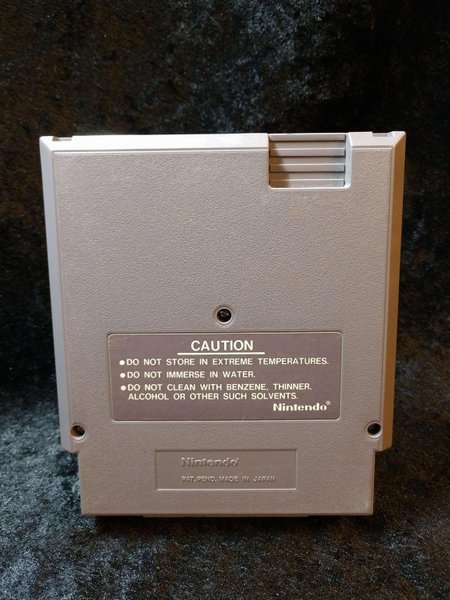 CAUTION
●DO NOT STORE IN EXTREME TEMPERATURES.
●DO NOT IMMERSE IN WATER.
●DO NOT CLEAN WITH BENZENE, THINNER,
ALCOHOL OR OTHER SUCH SOLVENTS.
Nintendo®
Nintendo®
PAT. PEND. MADE IN JAPAN